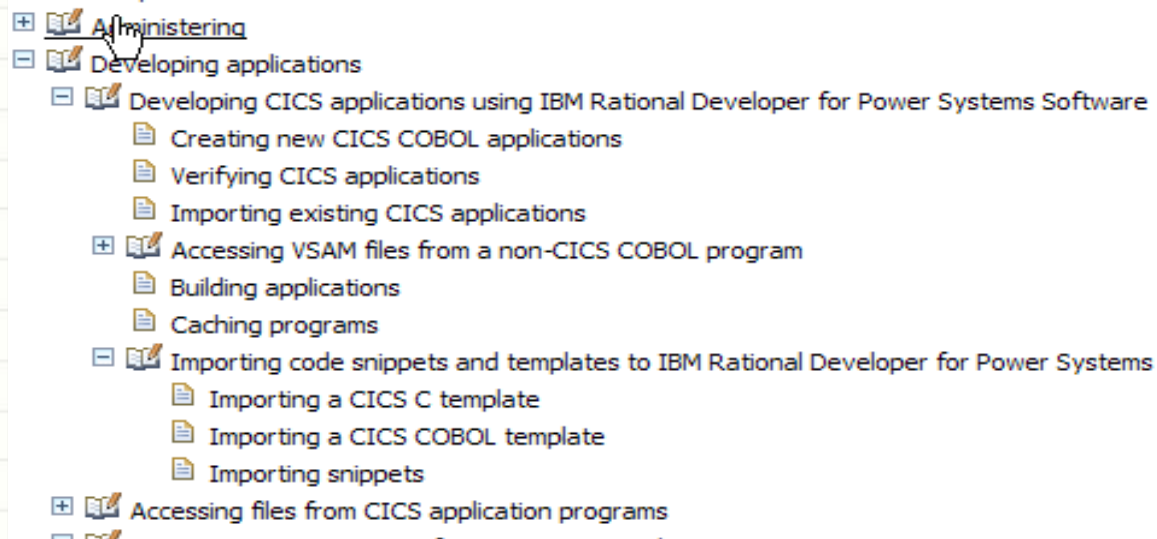 Administering
Developing applications
Developing CICS applications using IBM Rational Developer for Power Systems Software
Creating new CICS COBOL applications
Verifying CICS applications
Importing existing CICS applications
Accessing VSAM files from a non-CICS COBOL program
Building applications
Caching programs
Importing code snippets and templates to IBM Rational Developer for Power Systems
Importing a CICS C template
Importing a CICS COBOL template
Importing snippets
Accessing files from CICS application programs